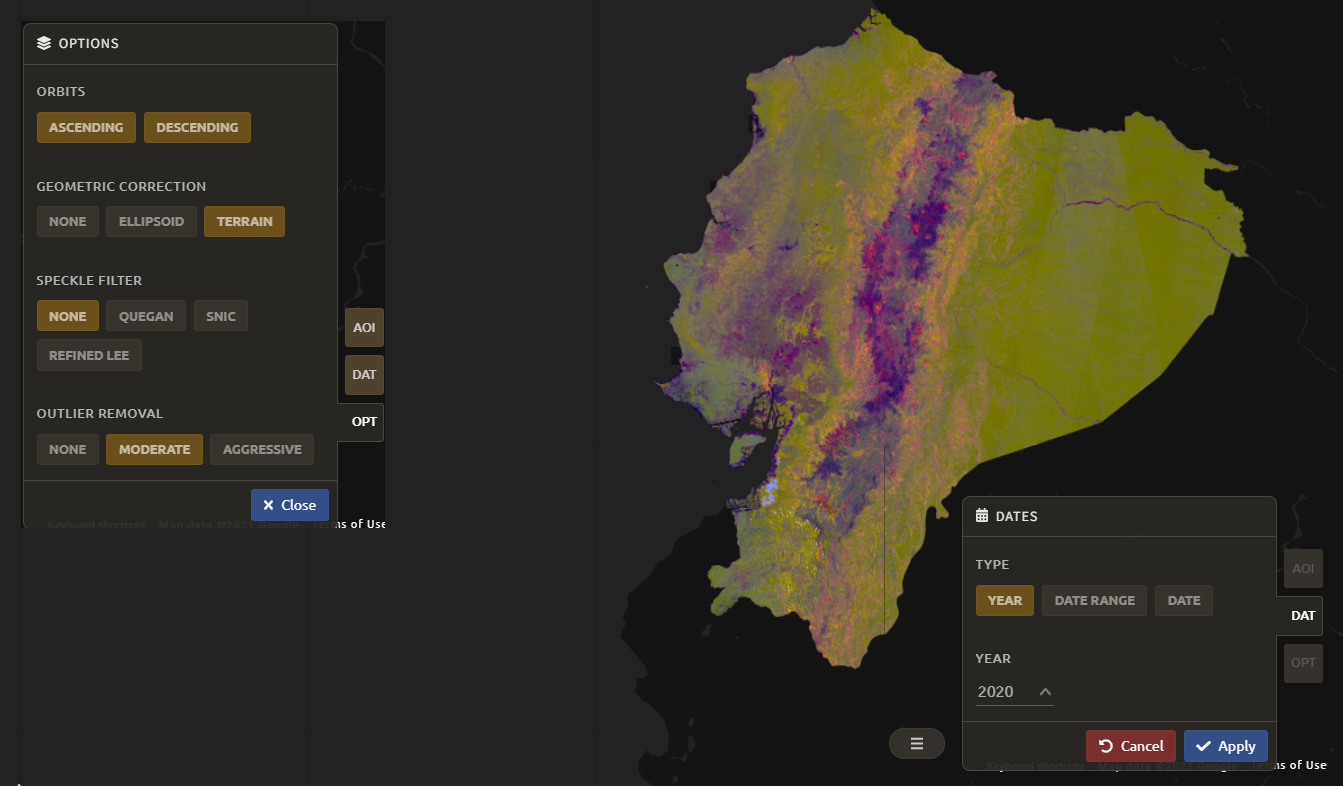 OPTIONS
ORBITS
ASCENDING DESCENDING
GEOMETRIC CORRECTION
NONE ELLIPSOID TERRAIN
SPECKLE FILTER
NONE QUEGAN SNIC
REFINED LEE
OUTLIER REMOVAL
NONE MODERATE AGGRESSIVE
Close
Keyboard shortcuts Map data ©2021 Google Terms of Use
AOI
DAT
OPT
DATES
TYPE
YEAR DATE RANGE DATE
YEAR
2020
Cancel Apply
Keyboard shortcuts Map data ©2021 Google Terms of Use
AOI
DAT
OPT